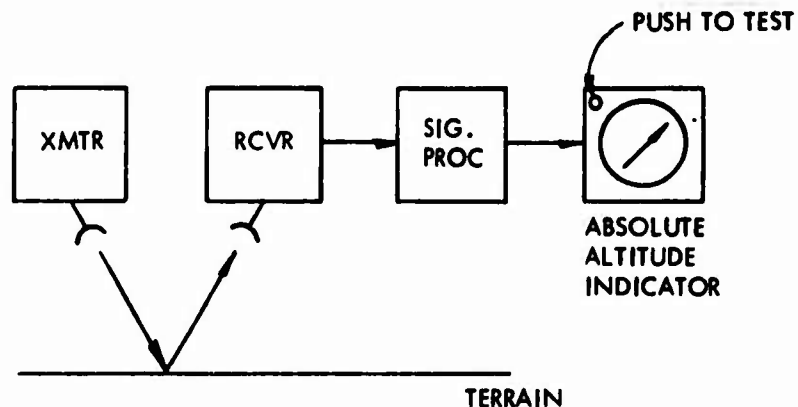 PUSH TO TEST
XMTR
RCVR
SIG.
PROC
ABSOLUTE
ALTITUDE
INDICATOR
TERRAIN